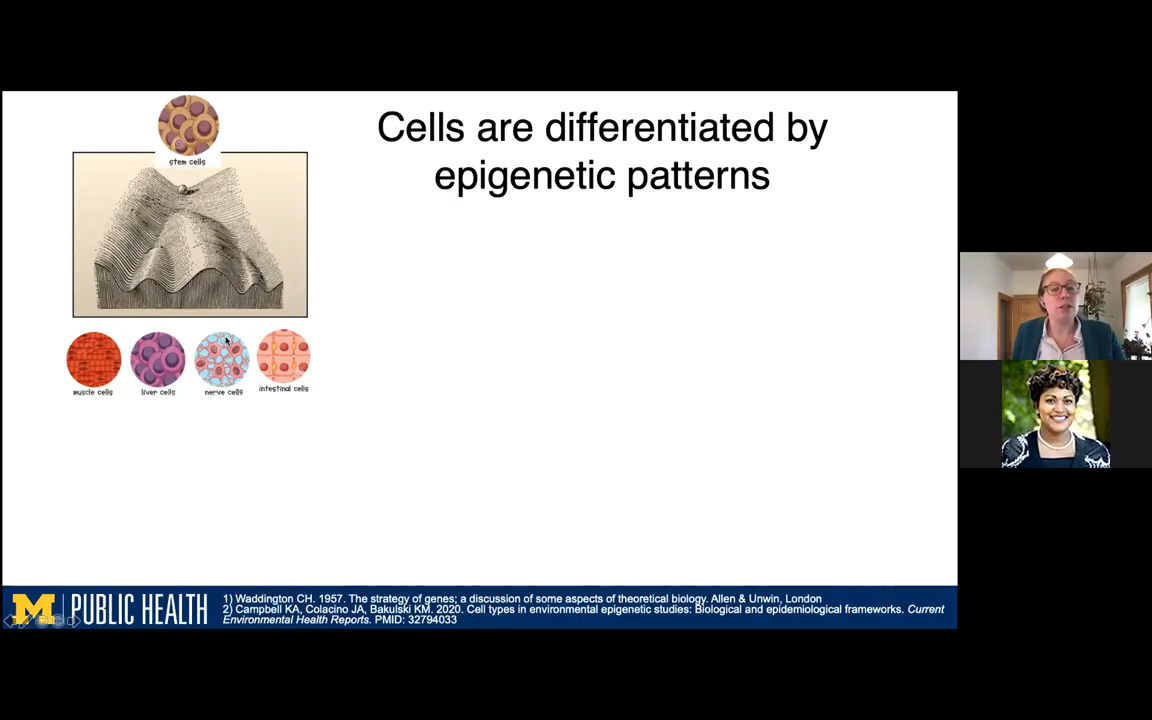 stem cells
Cells are differentiated by
epigenetic patterns
muscle cells
liver cells
nerve cells
intestinal cells
M PUBLIC HEALTH
1) Waddington CH. 1957. The strategy of genes; a discussion of some aspects of theoretical biology. Allen & Unwin, London
2) Campbell KA, Colacino JA, Bakulski KM. 2020. Cell types in environmental epigenetic studies: Biological and epidemiological frameworks. Current
Environmental Health Reports. PMID: 32794033